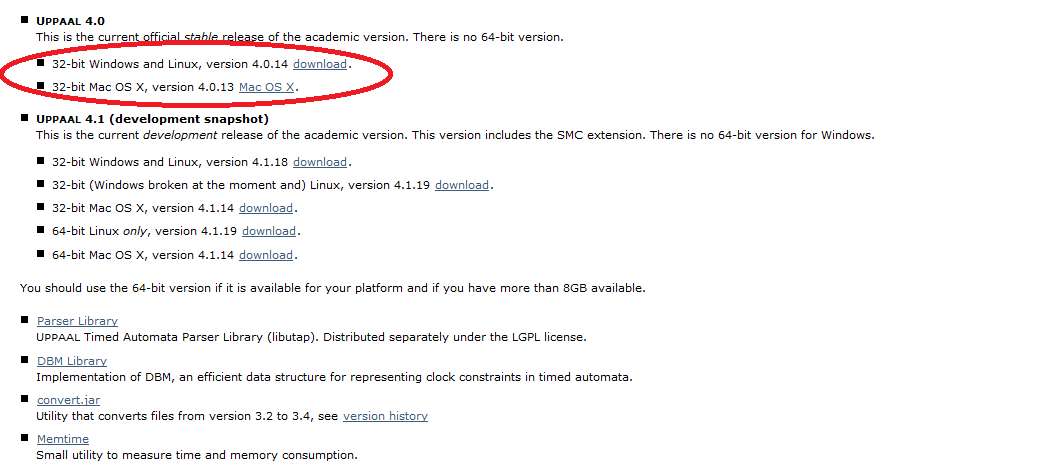 UPPAAL 4.0
This is the current official stable release of the academic version. There is no 64-bit version.
32-bit Windows and Linux, version 4.0.14 download.
32-bit Mac OS X, version 4.0.13 Mac OS X.
UPPAAL 4.1 (development snapshot)
This is the current development release of the academic version. This version includes the SMC extension. There is no 64-bit version for Windows.
32-bit Windows and Linux, version 4.1.18 download.
32-bit (Windows broken at the moment and) Linux, version 4.1.19 download.
32-bit Mac OS X, version 4.1.14 download.
64-bit Linux only, version 4.1.19 download.
64-bit Mac OS X, version 4.1.14 download.
You should use the 64-bit version if it is available for your platform and if you have more than 8GB available.
Parser Library
UPPAAL Timed Automata Parser Library (libutap). Distributed separately under the LGPL license.
DBM Library
Implementation of DBM, an efficient data structure for representing clock constraints in timed automata.
convert.jar
Utility that converts files from version 3.2 to 3.4, see version history
Memtime
Small utility to measure time and memory consumption.